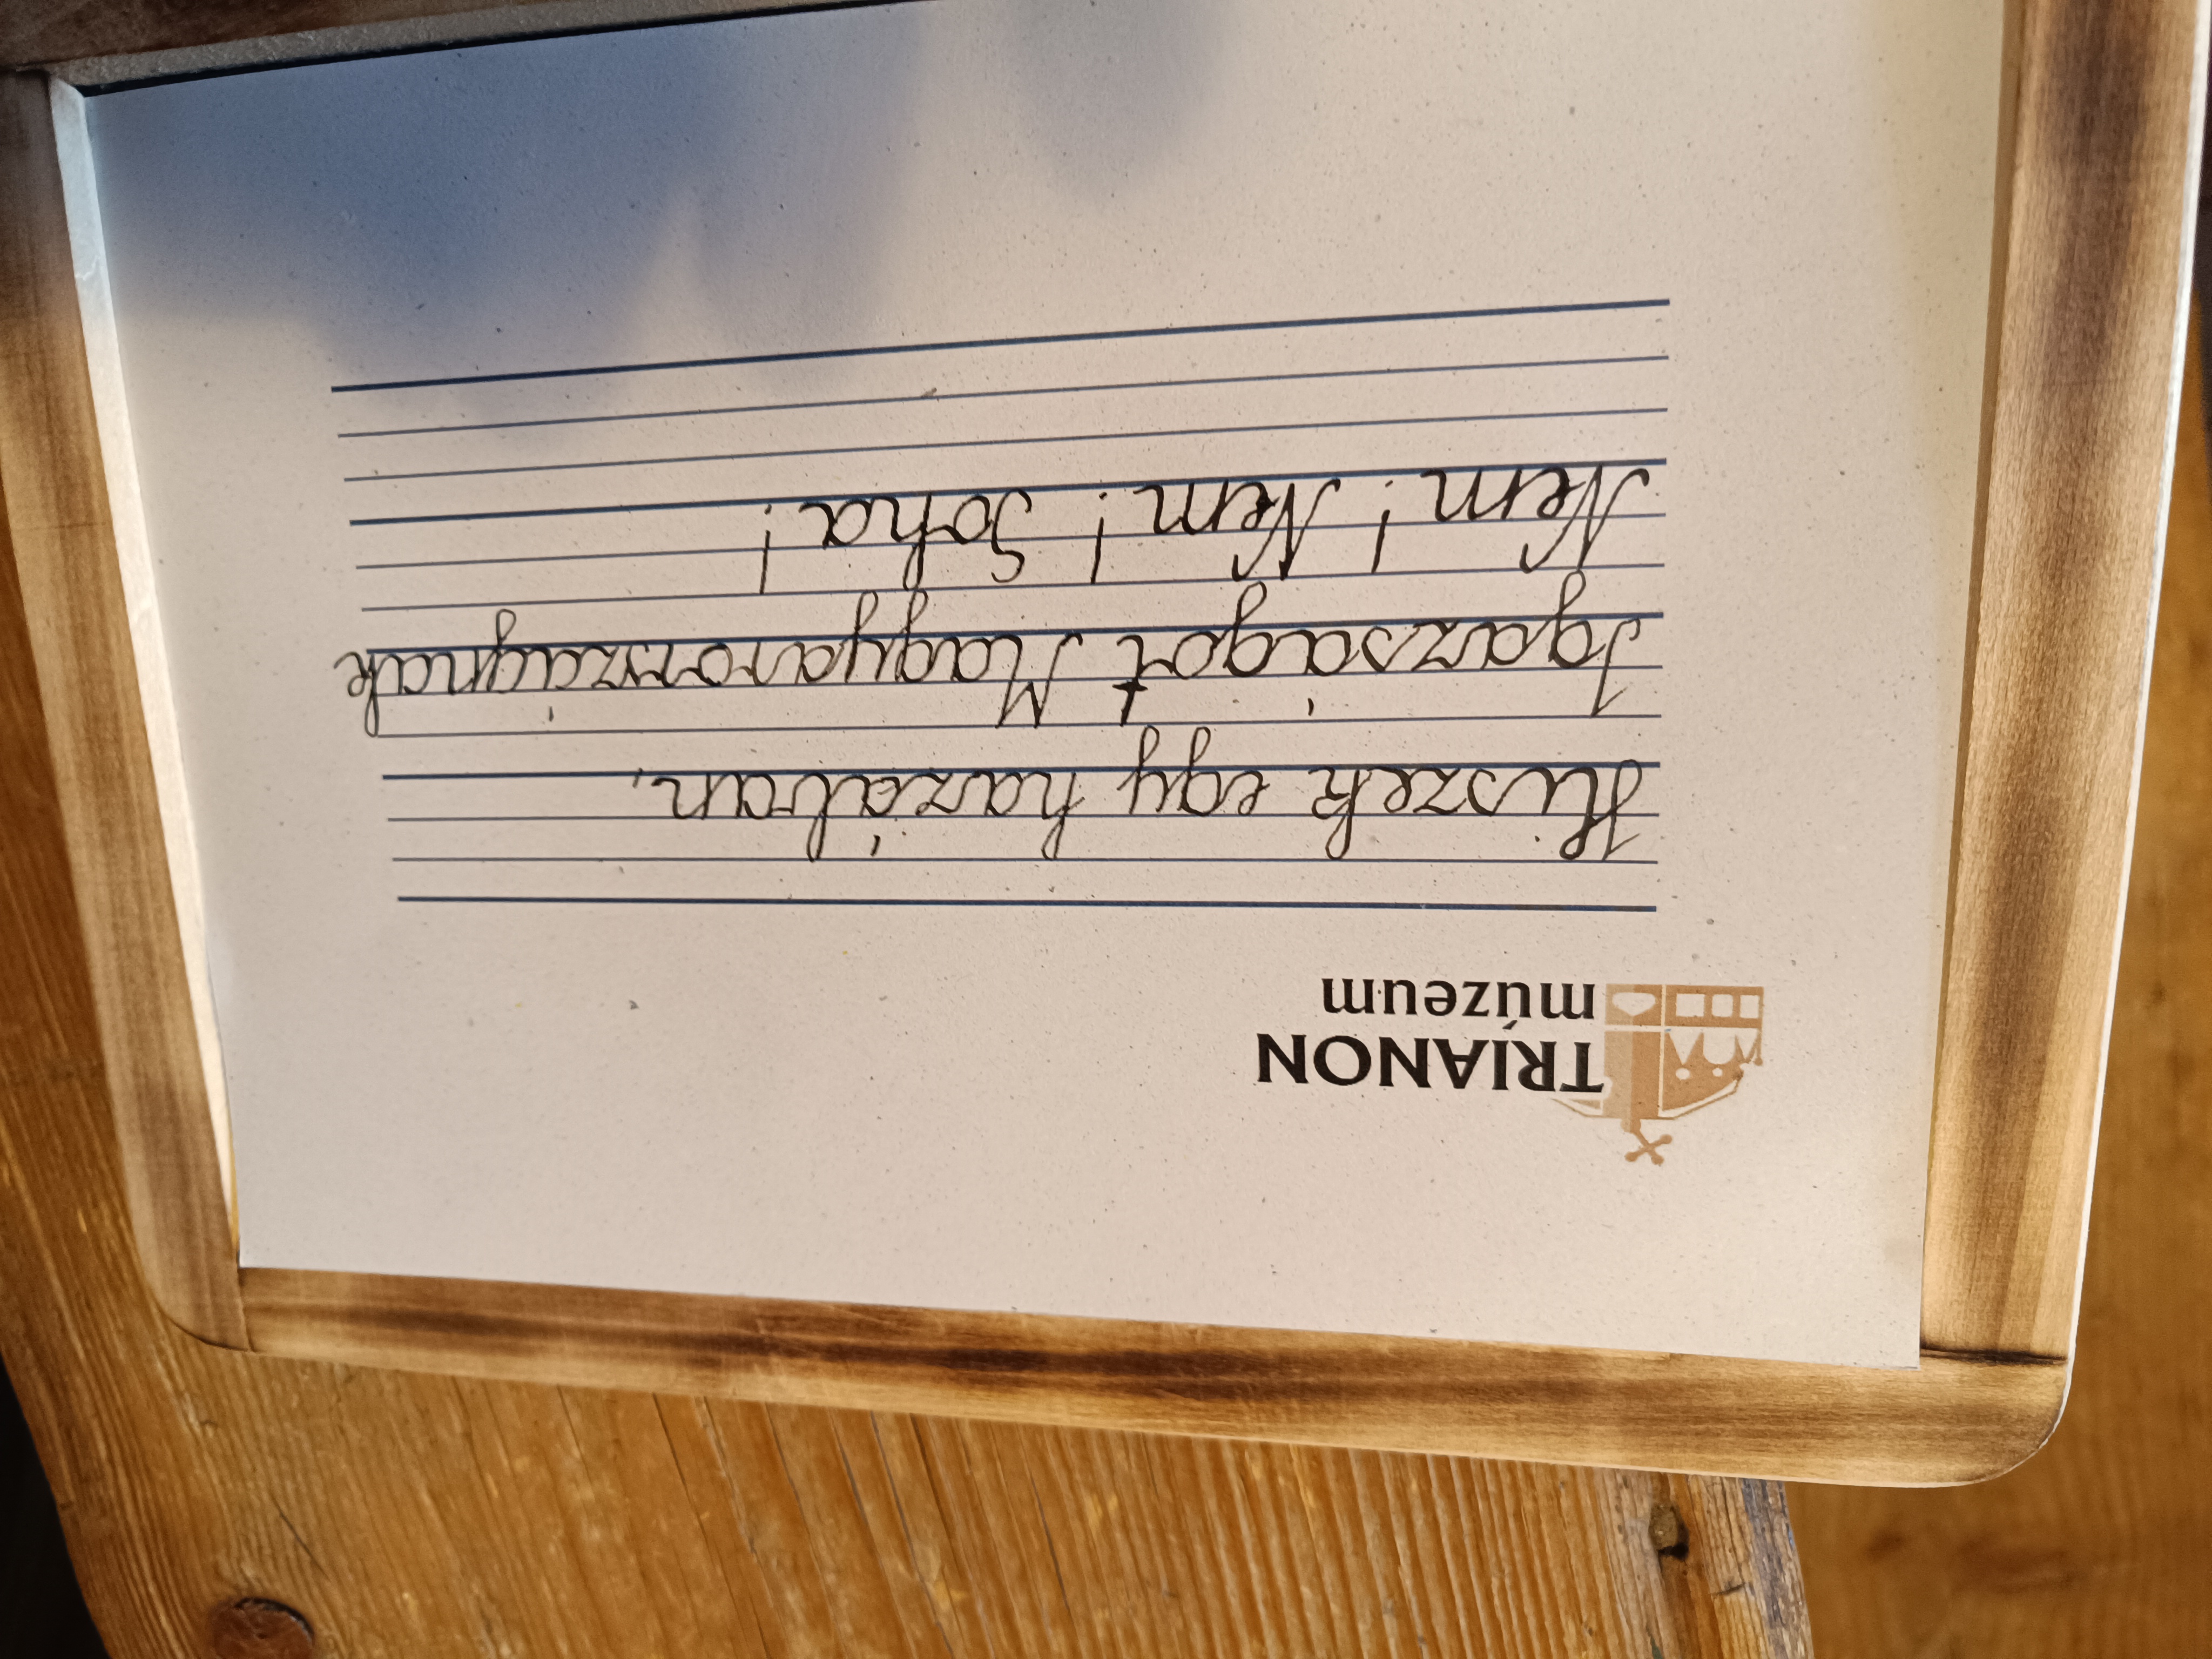 TRIANON
múzeum
Hiszek egy hazában,
Igazságot Magyarországnak
Nem! Nem! Soha!